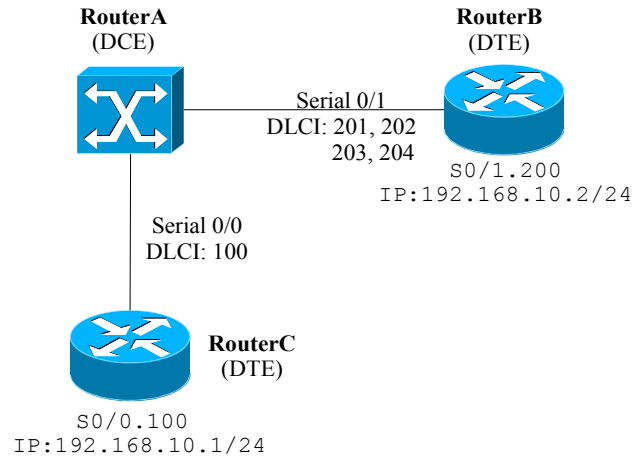 RouterA
(DCE)
RouterB
(DTE)
Serial 0/1
DLCI: 201, 202
203, 204
S0/1.200
IP:192.168.10.2/24
Serial 0/0
DLCI: 100
RouterC
(DTE)
S0/0.100
IP:192.168.10.1/24